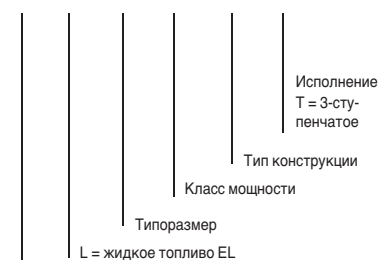 Исполнение
T = 3-сту-
пенчатое
Тип конструкции
Класс мощности
Типоразмер
L = жидкое топливо EL